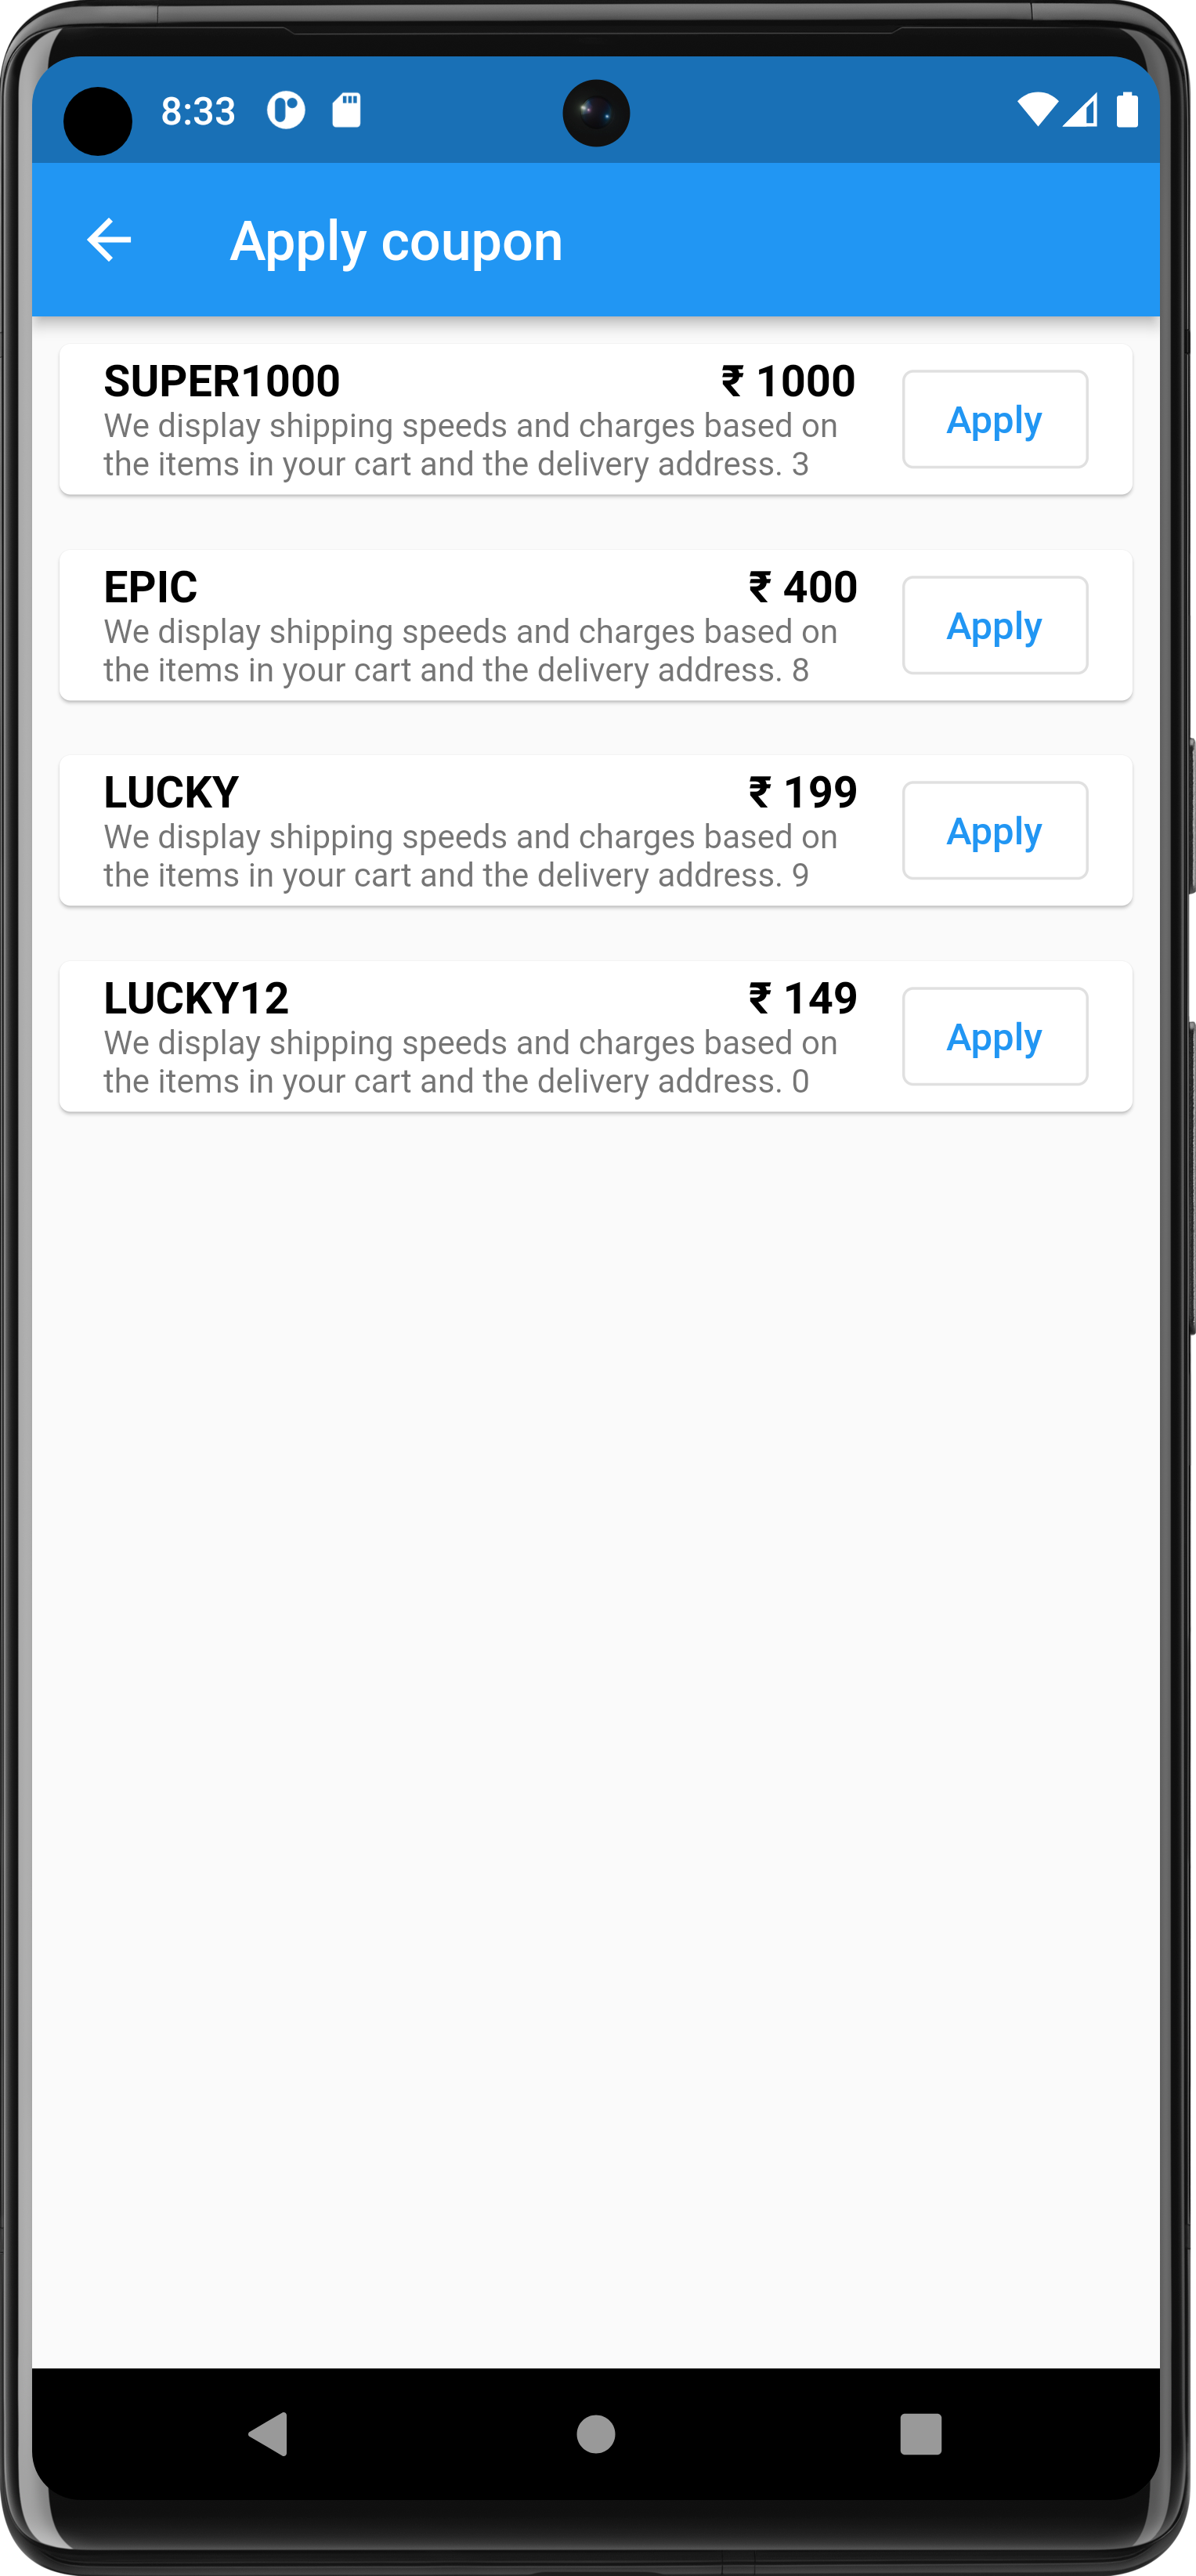 8:33
Apply coupon
SUPER1000 ₹ 1000
We display shipping speeds and charges based on
the items in your cart and the delivery address. 3
Apply
EPIC ₹ 400
We display shipping speeds and charges based on
the items in your cart and the delivery address. 8
Apply
LUCKY ₹ 199
We display shipping speeds and charges based on
the items in your cart and the delivery address. 9
Apply
LUCKY12 ₹ 149
We display shipping speeds and charges based on
the items in your cart and the delivery address. 0
Apply